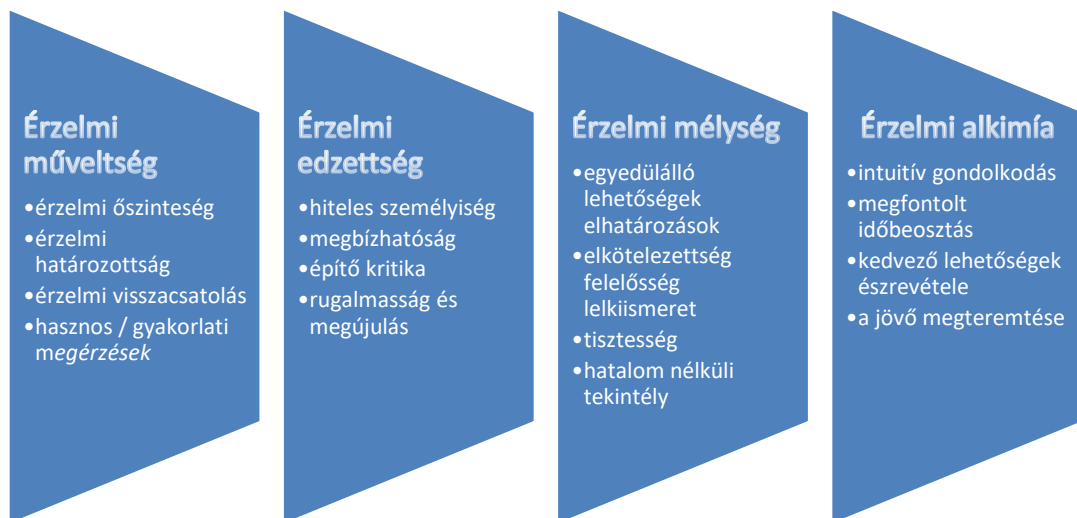 Érzelmi
műveltség
•érzelmi őszinteség
•érzelmi
határozottság
•érzelmi visszacsatolás
•hasznos / gyakorlati
megérzések
Érzelmi
edzettség
•hiteles személyiség
•megbízhatóság
•építő kritika
•rugalmasság és
megújulás
Érzelmi mélység
•egyedülálló
lehetőségek
elhatározások
•elkötelezettség
felelősség
lelkiismeret
•tisztesség
•hatalom nélküli
tekintély
Érzelmi alkimía
•intuitív gondolkodás
•megfontolt
időbeosztás
•kedvező lehetőségek
észrevétele
•a jövő megteremtése